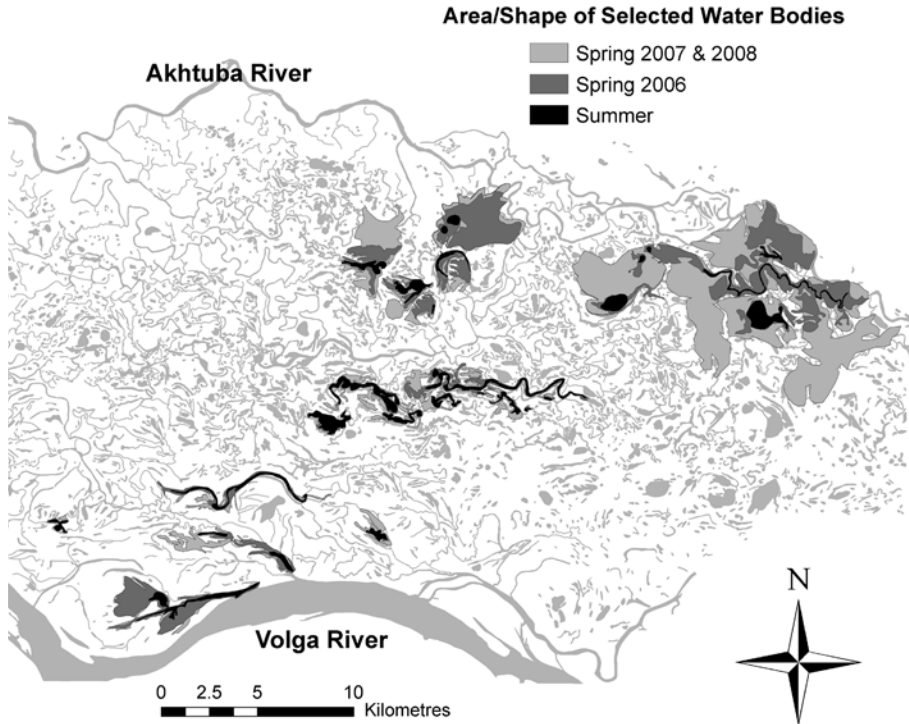 Area/Shape of Selected Water Bodies
Spring 2007 & 2008
Spring 2006
Summer
Akhtuba River
Volga River
N
0 2.5 5 10
Kilometres